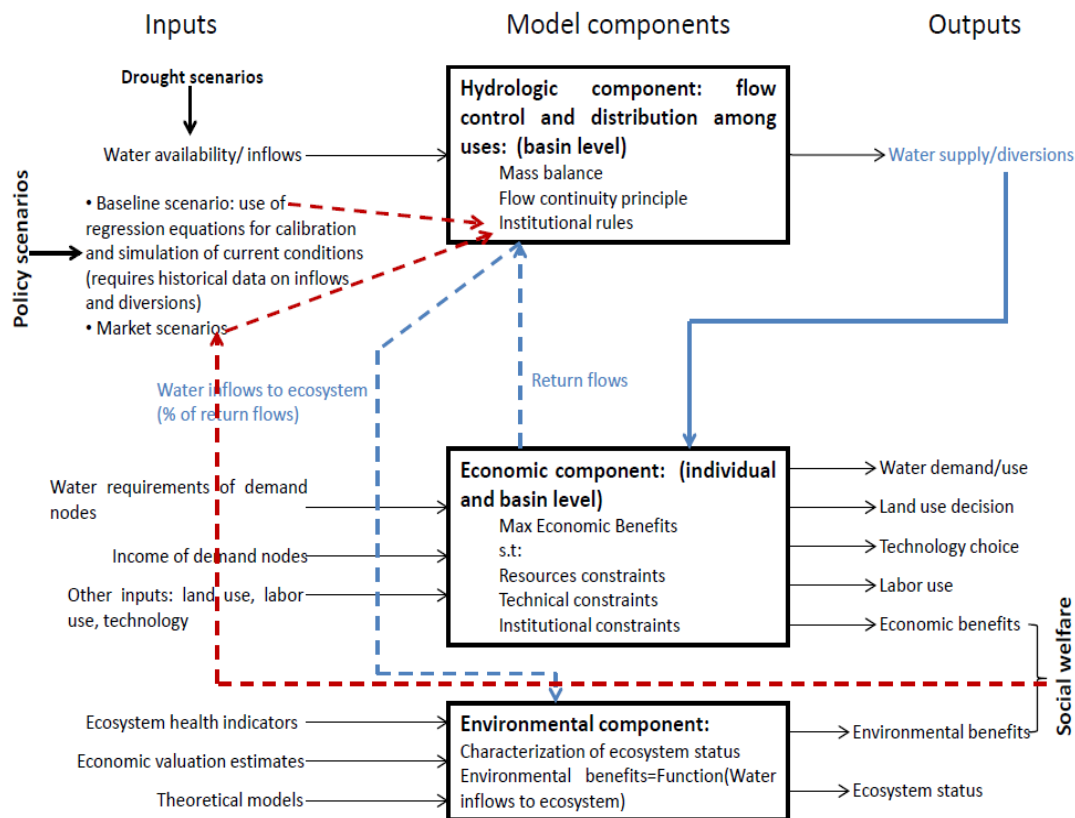 Inputs
Model components
Outputs
Drought scenarios
Water availability/ inflows
Policy scenarios
• Baseline scenario: use of
regression equations for calibration
and simulation of current conditions
(requires historical data on inflows
and diversions)
• Market scenarios
Hydrologic component: flow
control and distribution among
uses: (basin level)
Mass balance
Flow continuity principle
Institutional rules
Water supply/diversions
Water inflows to ecosystem
(% of return flows)
Return flows
Water requirements of demand
nodes
Income of demand nodes
Other inputs: land use, labor
use, technology
Economic component: (individual
and basin level)
Max Economic Benefits
s.t:
Resources constraints
Technical constraints
Institutional constraints
Water demand/use
Land use decision
Technology choice
Labor use
Economic benefits
Social welfare
Ecosystem health indicators
Economic valuation estimates
Theoretical models
Environmental component:
Characterization of ecosystem status
Environmental benefits=Function(Water
inflows to ecosystem)
Environmental benefits
Ecosystem status